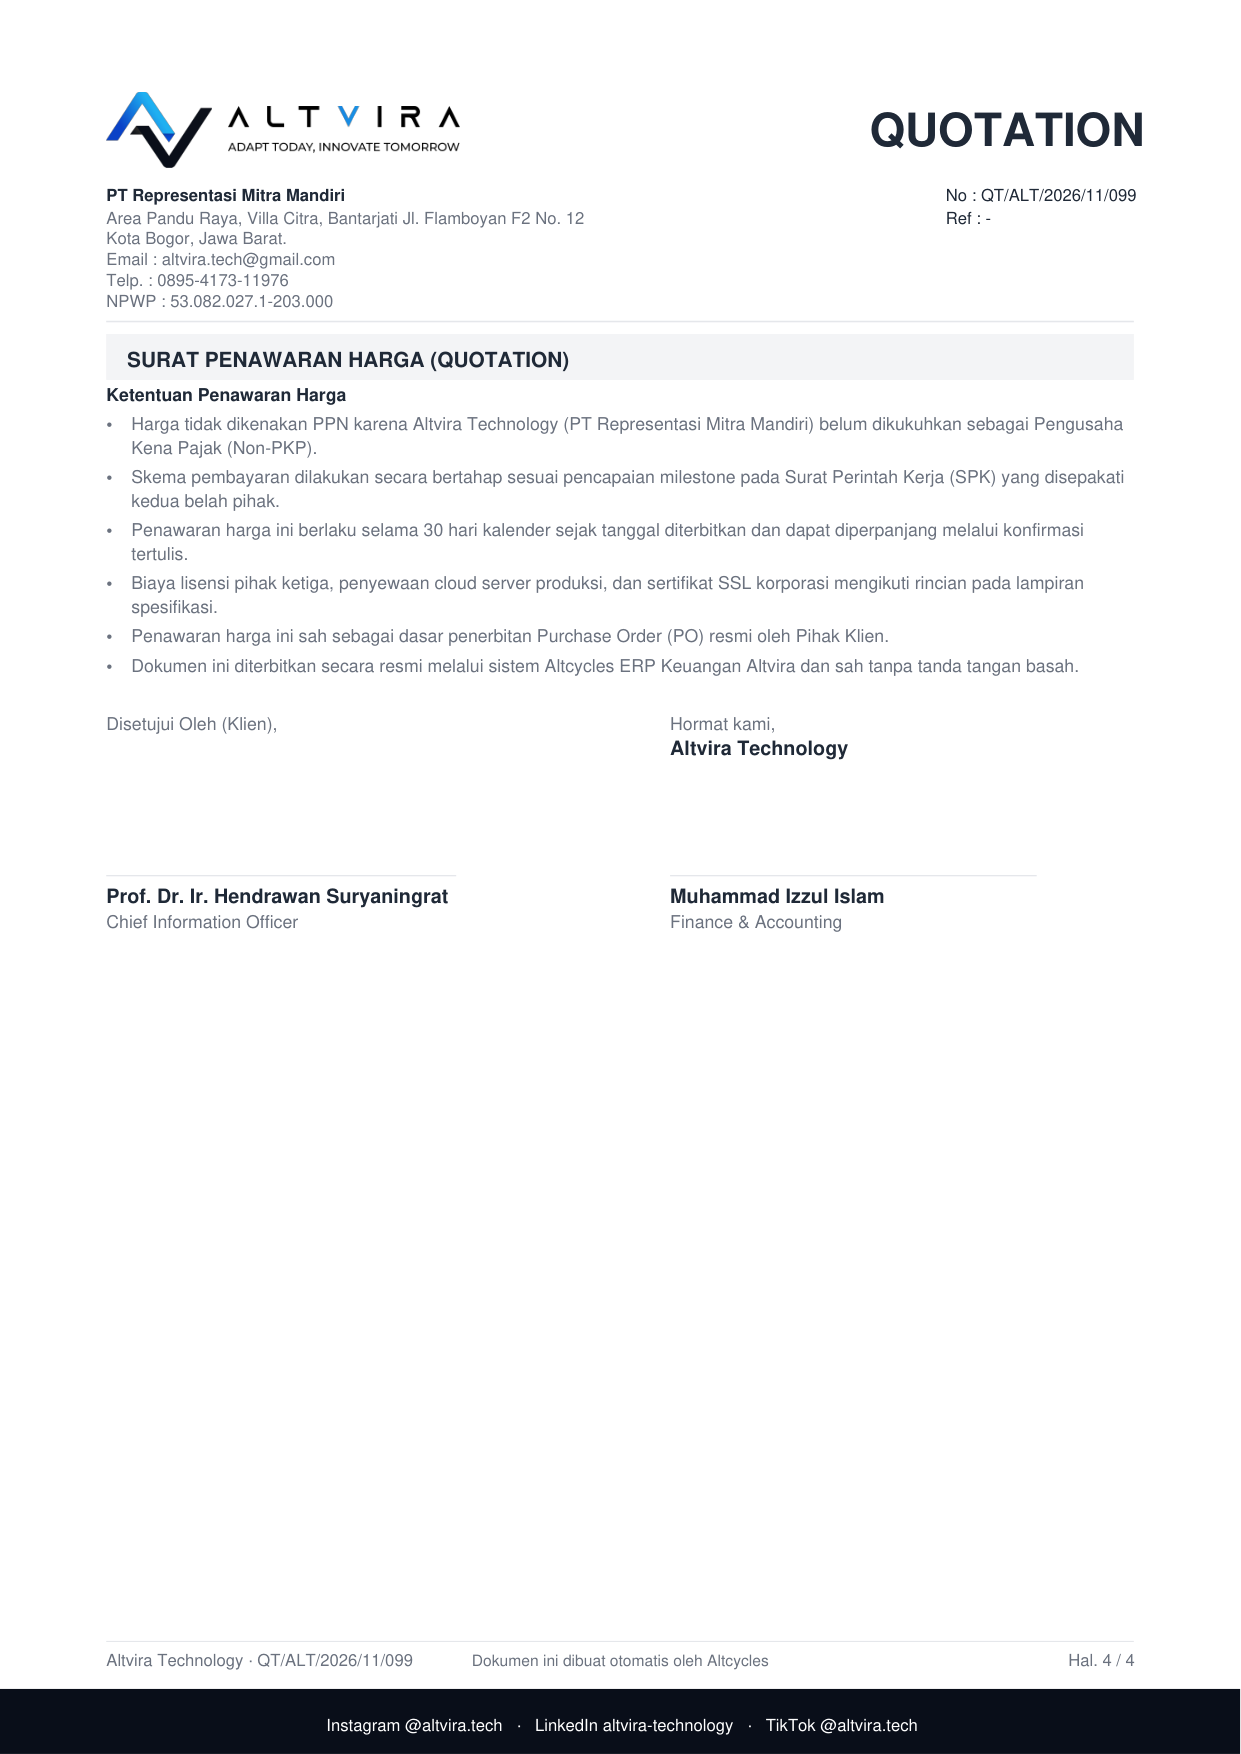 ALTVIRA
ADAPT TODAY, INNOVATE TOMORROW
QUOTATION
PT Representasi Mitra Mandiri
Area Pandu Raya, Villa Citra, Bantarjati Jl. Flamboyan F2 No. 12
Kota Bogor, Jawa Barat.
Email : altvira.tech@gmail.com
Telp. : 0895-4173-11976
NPWP : 53.082.027.1-203.000
No : QT/ALT/2026/11/099
Ref : -
SURAT PENAWARAN HARGA (QUOTATION)
Ketentuan Penawaran Harga
• Harga tidak dikenakan PPN karena Altvira Technology (PT Representasi Mitra Mandiri) belum dikukuhkan sebagai Pengusaha
Kena Pajak (Non-PKP).
• Skema pembayaran dilakukan secara bertahap sesuai pencapaian milestone pada Surat Perintah Kerja (SPK) yang disepakati
kedua belah pihak.
• Penawaran harga ini berlaku selama 30 hari kalender sejak tanggal diterbitkan dan dapat diperpanjang melalui konfirmasi
tertulis.
• Biaya lisensi pihak ketiga, penyewaan cloud server produksi, dan sertifikat SSL korporasi mengikuti rincian pada lampiran
spesifikasi.
• Penawaran harga ini sah sebagai dasar penerbitan Purchase Order (PO) resmi oleh Pihak Klien.
• Dokumen ini diterbitkan secara resmi melalui sistem Altcycles ERP Keuangan Altvira dan sah tanpa tanda tangan basah.
Disetujui Oleh (Klien),
Hormat kami,
Altvira Technology
Prof. Dr. Ir. Hendrawan Suryaningrat
Chief Information Officer
Muhammad Izzul Islam
Finance & Accounting
Altvira Technology · QT/ALT/2026/11/099
Dokumen ini dibuat otomatis oleh Altcycles
Hal. 4 / 4
Instagram @altvira.tech · LinkedIn altvira-technology · TikTok @altvira.tech